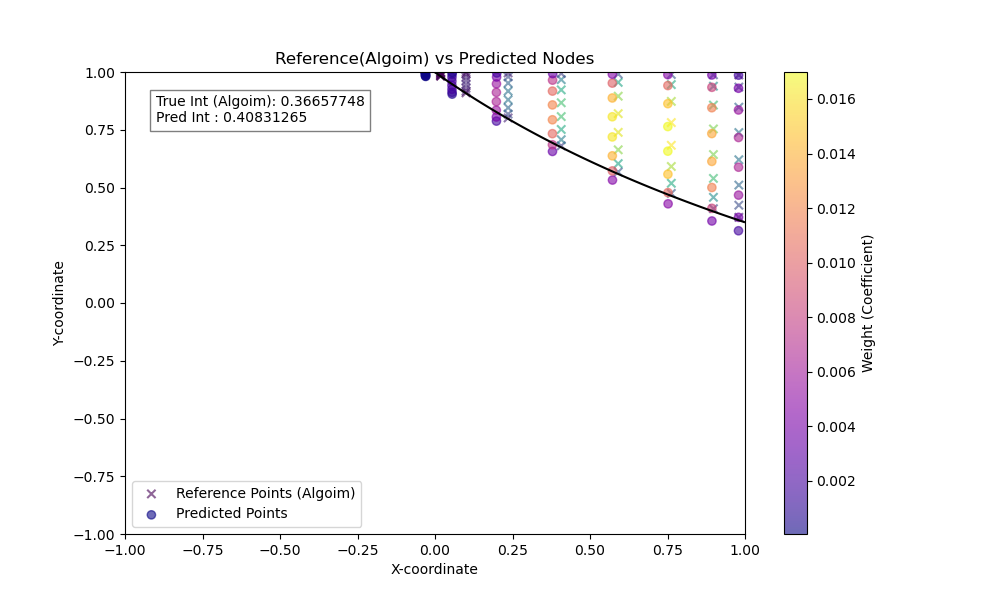 Reference(Algoim) vs Predicted Nodes
True Int (Algoim): 0.36657748
Pred Int : 0.40831265
1.00
0.75
0.50
0.25
0.00
−0.25
−0.50
−0.75
−1.00
Y-coordinate
Reference Points (Algoim)
Predicted Points
−1.00 −0.75 −0.50 −0.25 0.00 0.25 0.50 0.75 1.00
X-coordinate
0.016
0.014
0.012
0.010
0.008
0.006
0.004
0.002
Weight (Coefficient)